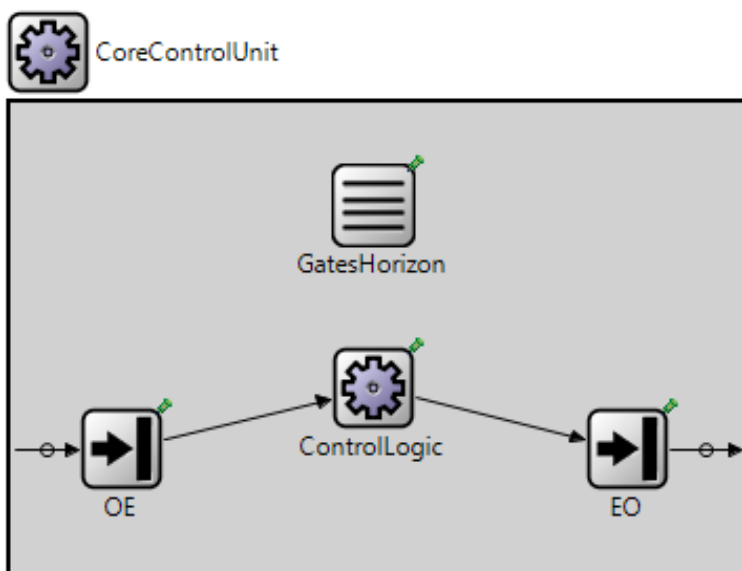 CoreControlUnit
GatesHorizon
ControlLogic
OE
EO